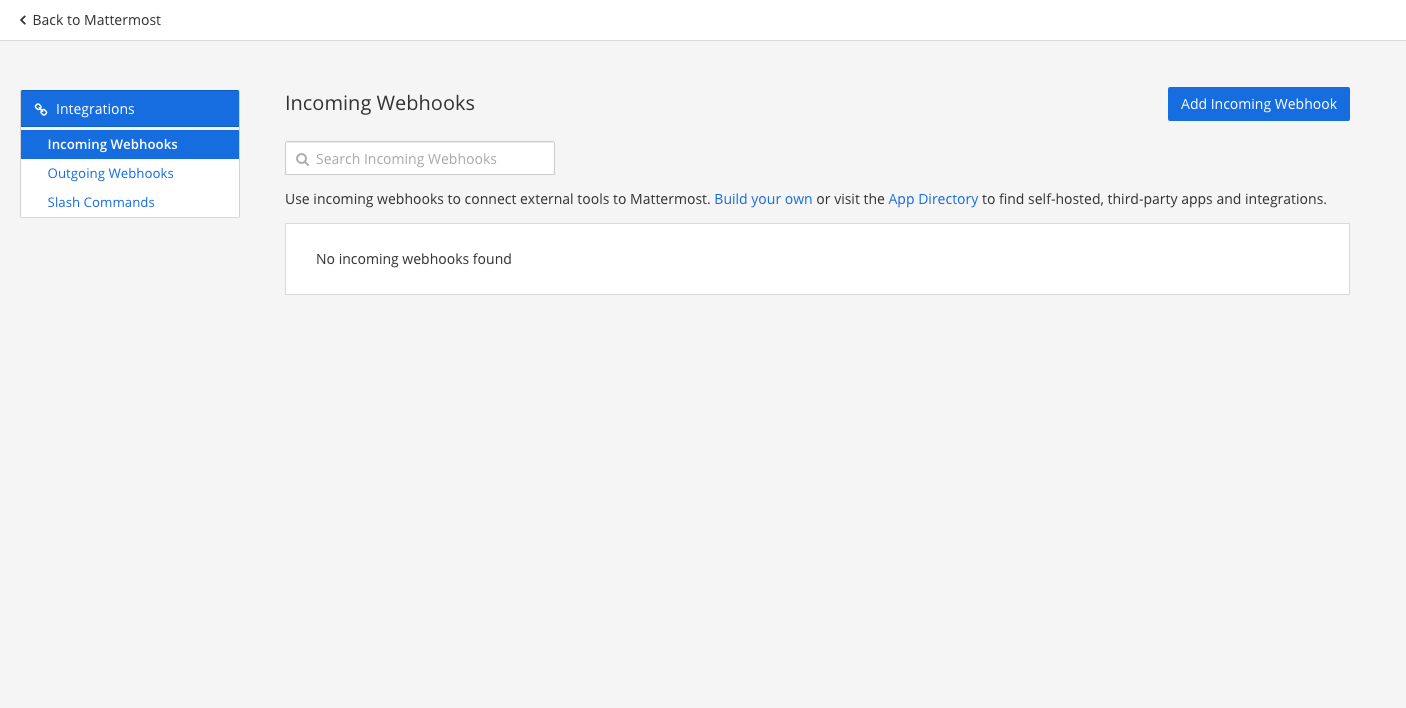 Back to Mattermost
Integrations
Incoming Webhooks
Outgoing Webhooks
Slash Commands
Incoming Webhooks
Add Incoming Webhook
Search Incoming Webhooks
Use incoming webhooks to connect external tools to Mattermost. Build your own or visit the App Directory to find self-hosted, third-party apps and integrations.
No incoming webhooks found